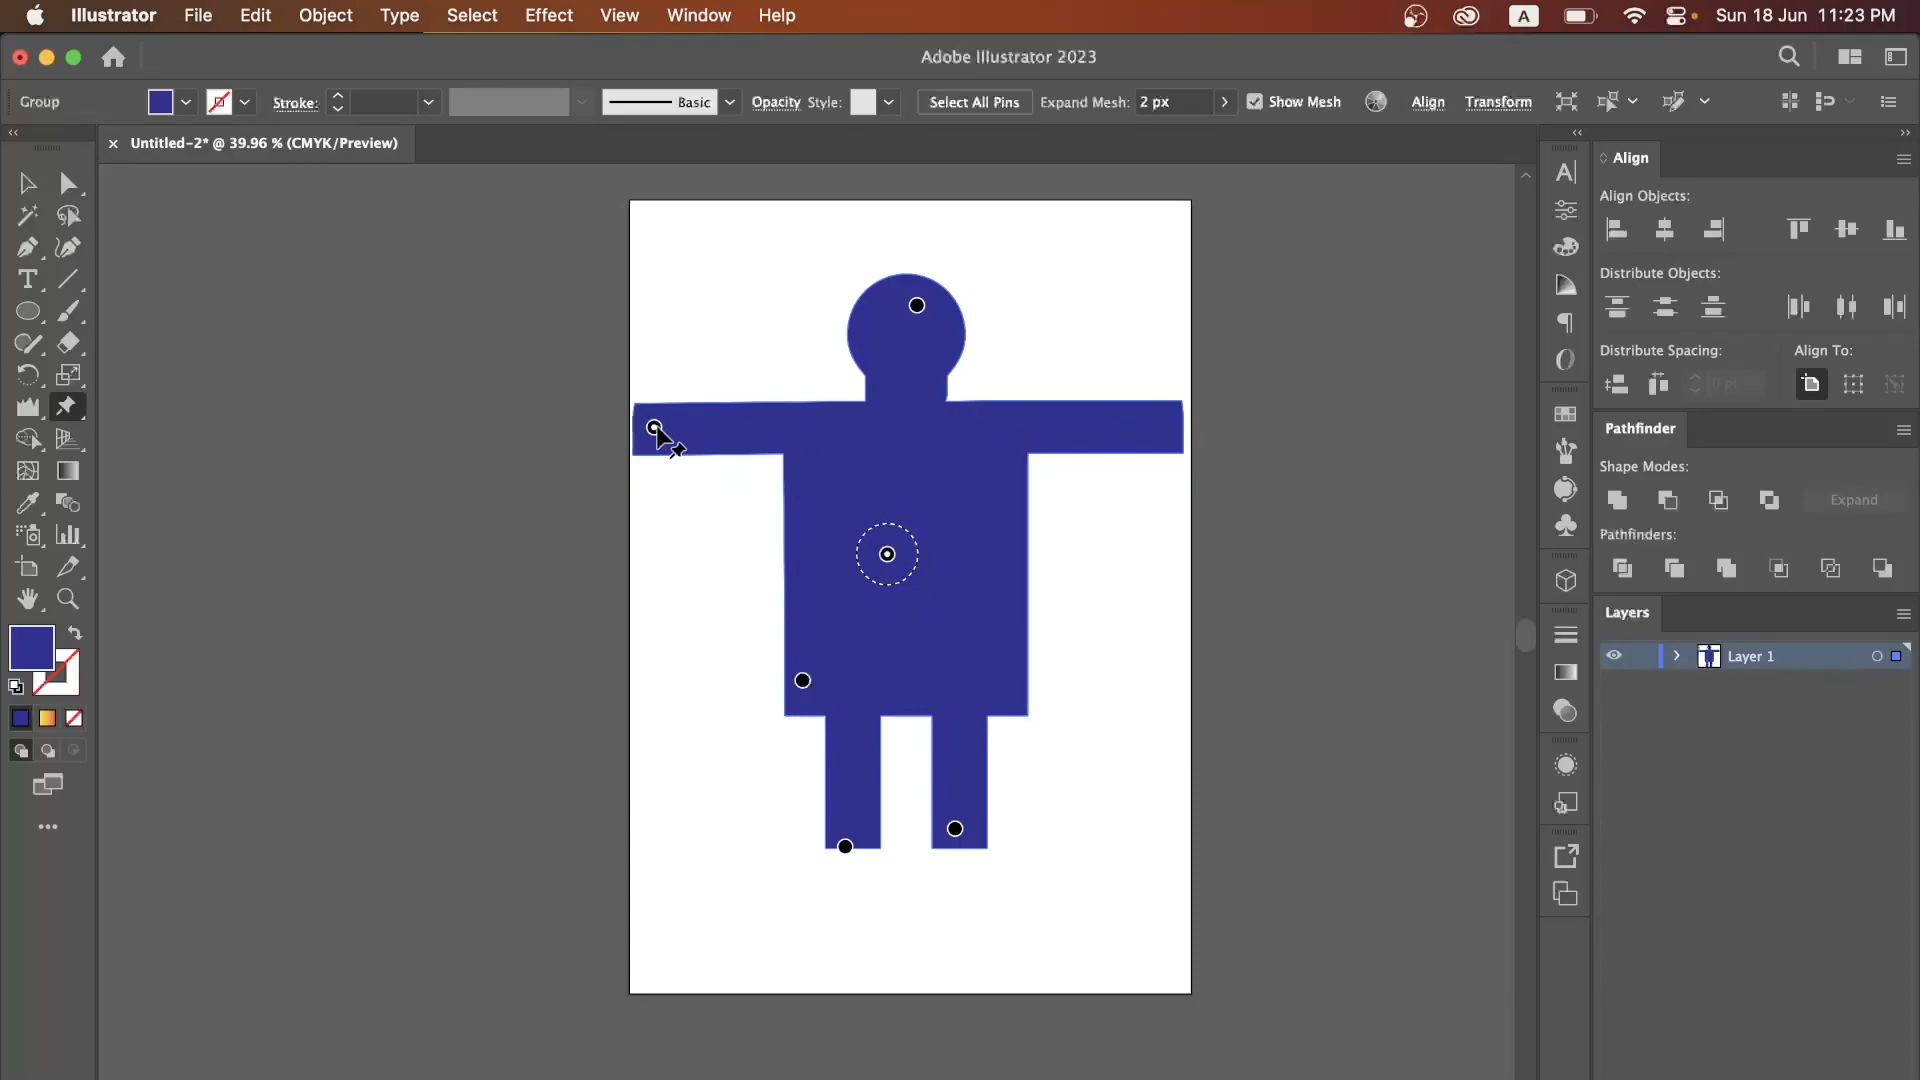 Illustrator File Edit Object Type Select Effect View Window Help A Sun 18 Jun 11:23 PM
Adobe Illustrator 2023
Group Stroke: Basic Opacity Style: Select All Pins Expand Mesh: 2 px Show Mesh Align Transform
Untitled-2* @ 39.96 % (CMYK/Preview)
Align
Align Objects:
Distribute Objects:
Distribute Spacing: Align To:
0 pt
Pathfinder
Shape Modes:
Expand
Pathfinders:
Layers
Layer 1